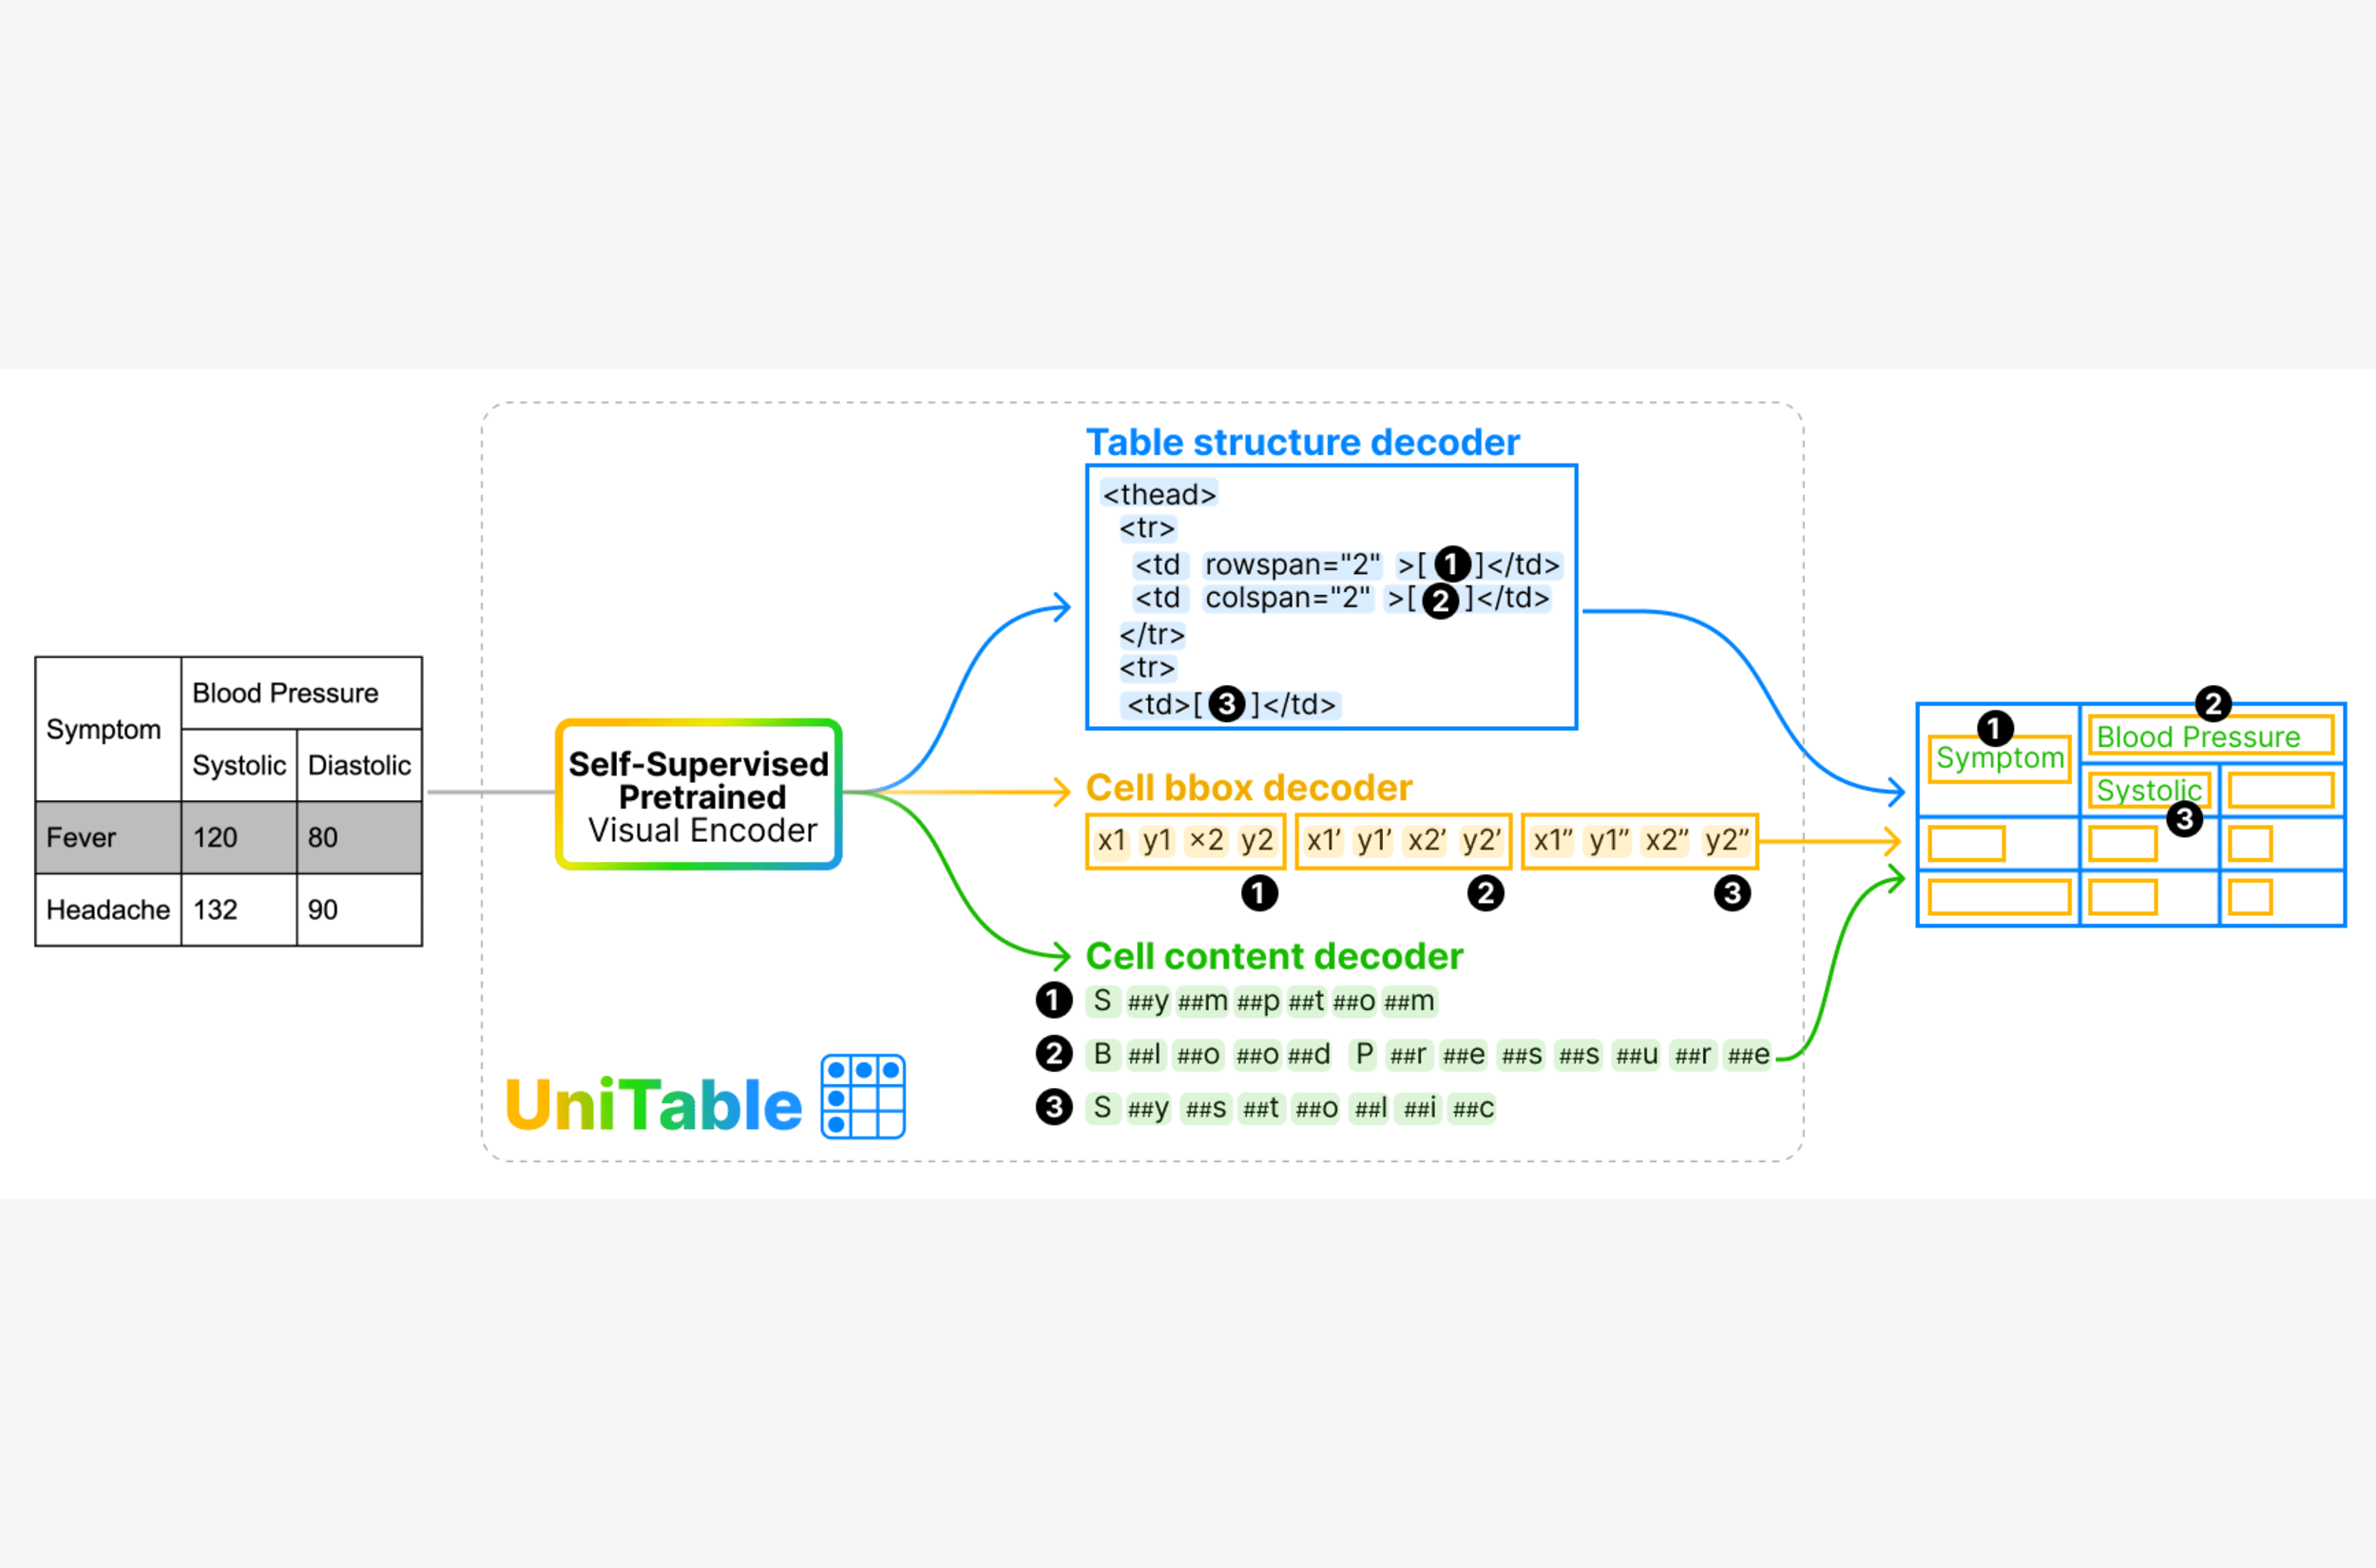 Symptom
Blood Pressure
Systolic Diastolic
Fever 120 80
Headache 132 90
Self-Supervised
Pretrained
Visual Encoder
UniTable
Table structure decoder
<thead>
<tr>
<td rowspan="2" >[ 1 ]</td>
<td colspan="2" >[ 2 ]</td>
</tr>
<tr>
<td>[ 3 ]</td>
Cell bbox decoder
x1 y1 ×2 y2 x1’ y1’ x2’ y2’ x1” y1” x2” y2”
1 2 3
Cell content decoder
1 S ##y ##m ##p ##t ##o ##m
2 B ##l ##o ##o ##d P ##r ##e ##s ##s ##u ##r ##e
3 S ##y ##s ##t ##o ##l ##i ##c
1
Symptom
2
Blood Pressure
Systolic
3